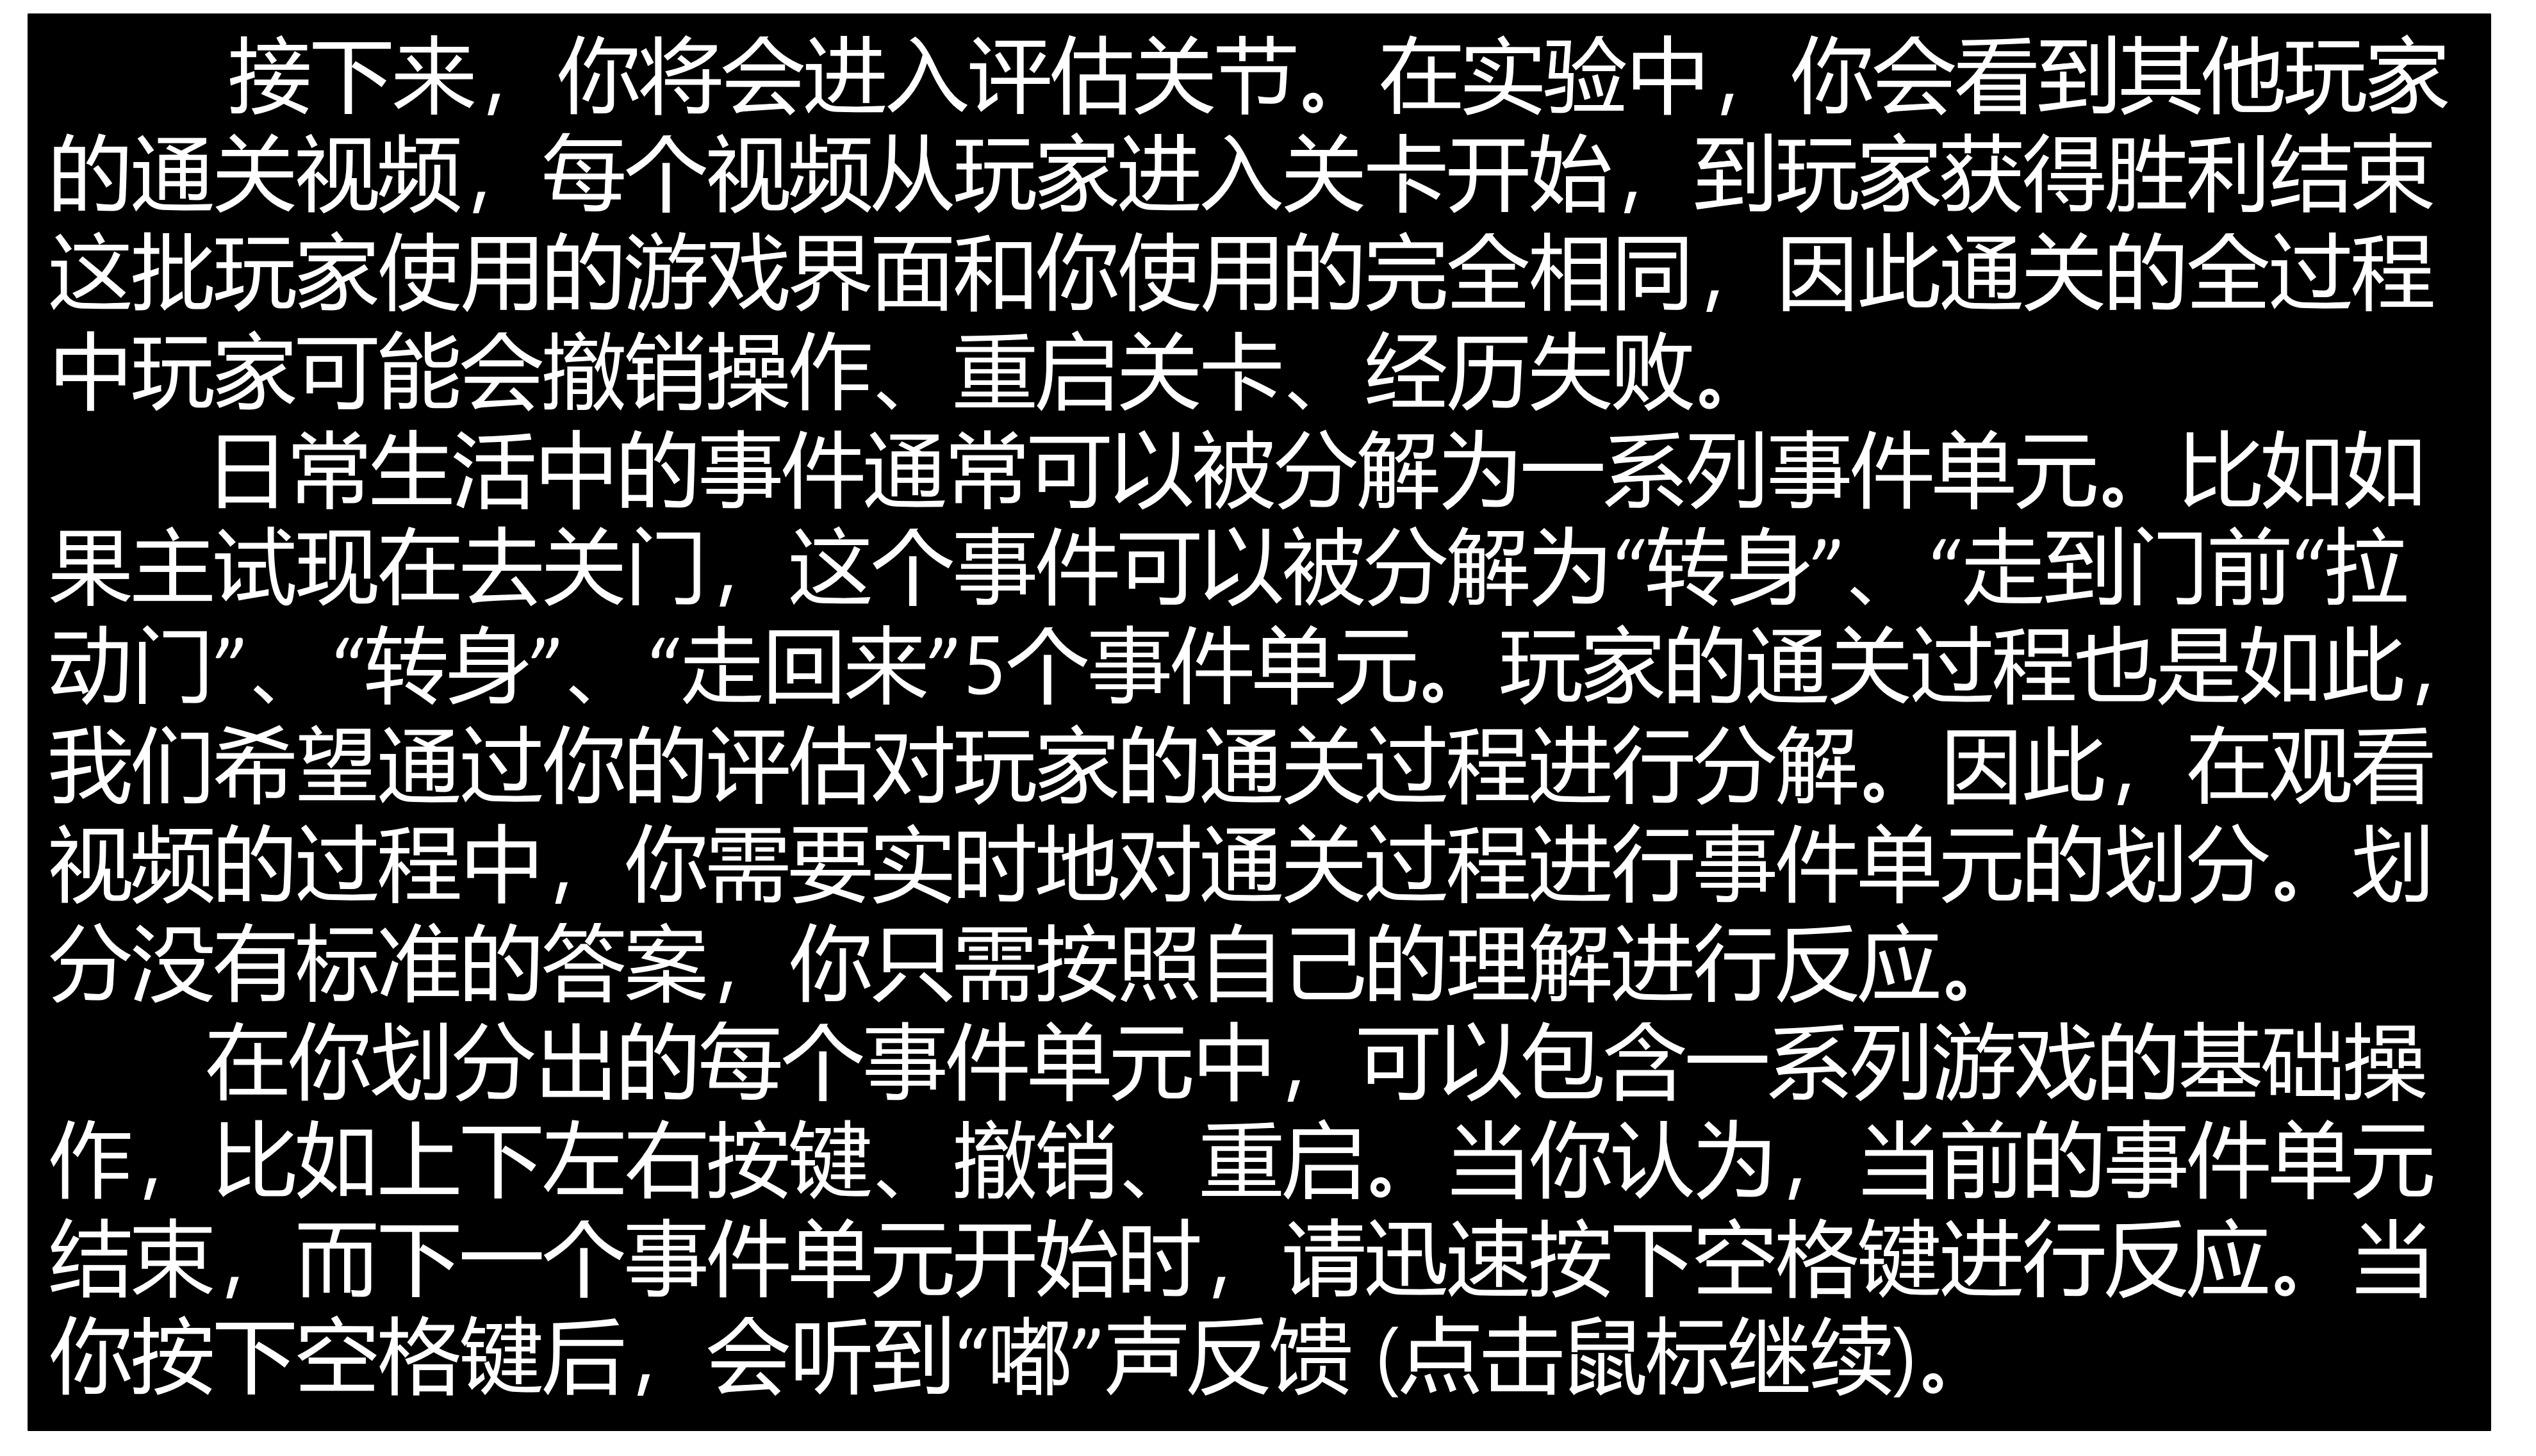 接下来，你将会进入评估关节。在实验中，你会看到其他玩家
的通关视频，每个视频从玩家进入关卡开始，到玩家获得胜利结束
这批玩家使用的游戏界面和你使用的完全相同，因此通关的全过程
中玩家可能会撤销操作、重启关卡、经历失败。
日常生活中的事件通常可以被分解为一系列事件单元。比如如
果主试现在去关门，这个事件可以被分解为“转身”、“走到门前“拉
动门”、“转身”、“走回来”5个事件单元。玩家的通关过程也是如此，
我们希望通过你的评估对玩家的通关过程进行分解。因此，在观看
视频的过程中，你需要实时地对通关过程进行事件单元的划分。划
分没有标准的答案，你只需按照自己的理解进行反应。
在你划分出的每个事件单元中，可以包含一系列游戏的基础操
作，比如上下左右按键、撤销、重启。当你认为，当前的事件单元
结束，而下一个事件单元开始时，请迅速按下空格键进行反应。当
你按下空格键后，会听到“嘟”声反馈 (点击鼠标继续)。